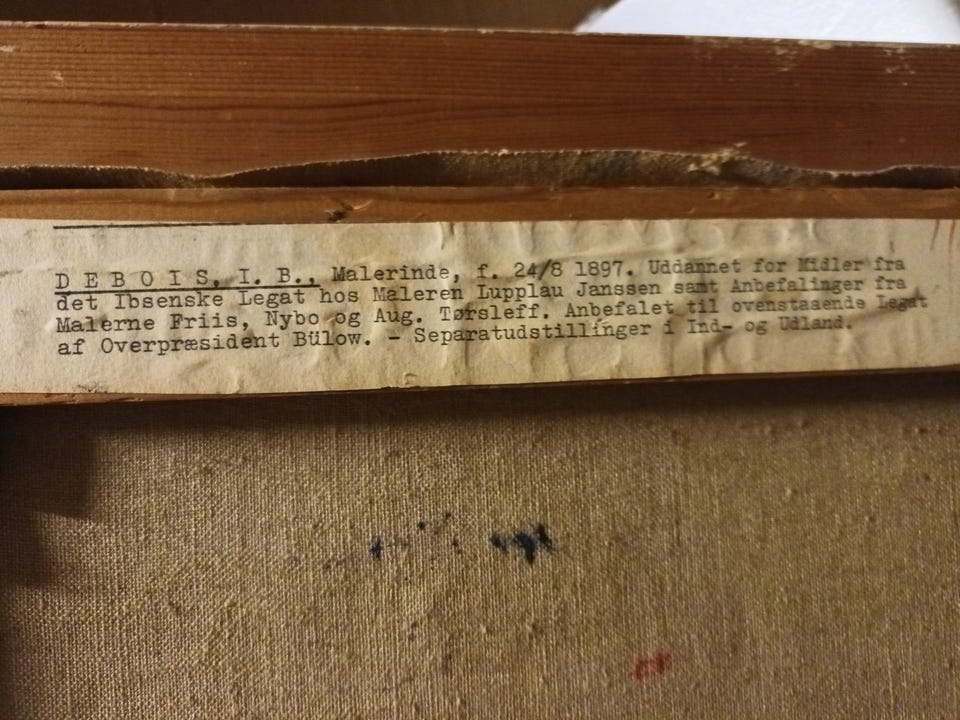 D E B O I S, I. B., Malerinde, f. 24/8 1897. Uddannet for Midler fra
det Ibsenske Legat hos Maleren Lupplau Janssen samt Anbefalinger fra
Malerne Friis, Nybo og Aug. Tørsleff. Anbefalet til ovenstaaende Legat
af Overpræsident Bülow. - Separatudstillinger i Ind- og Udland.